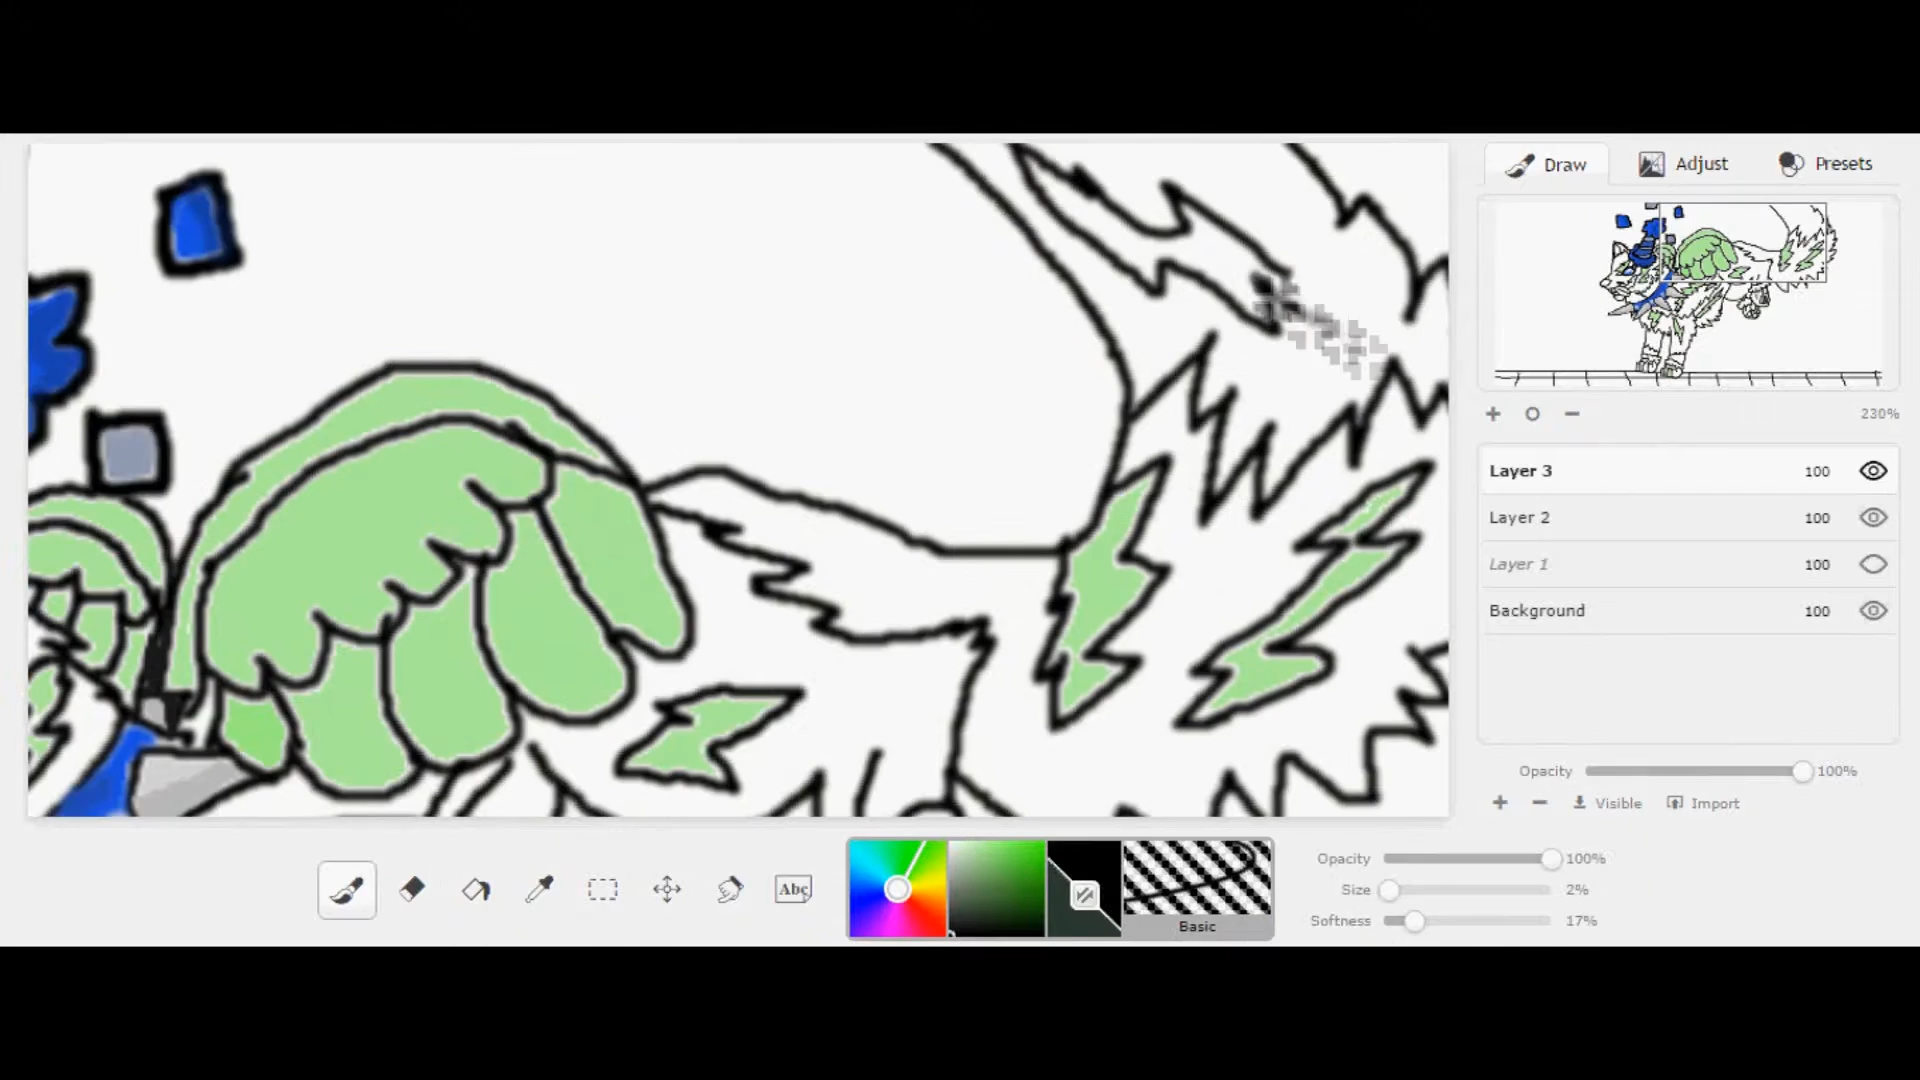 Draw Adjust Presets
230%
Layer 3 100
Layer 2 100
Layer 1 100
Background 100
Opacity 100%
Visible Import
Abc
Basic
Opacity 100%
Size 2%
Softness 17%